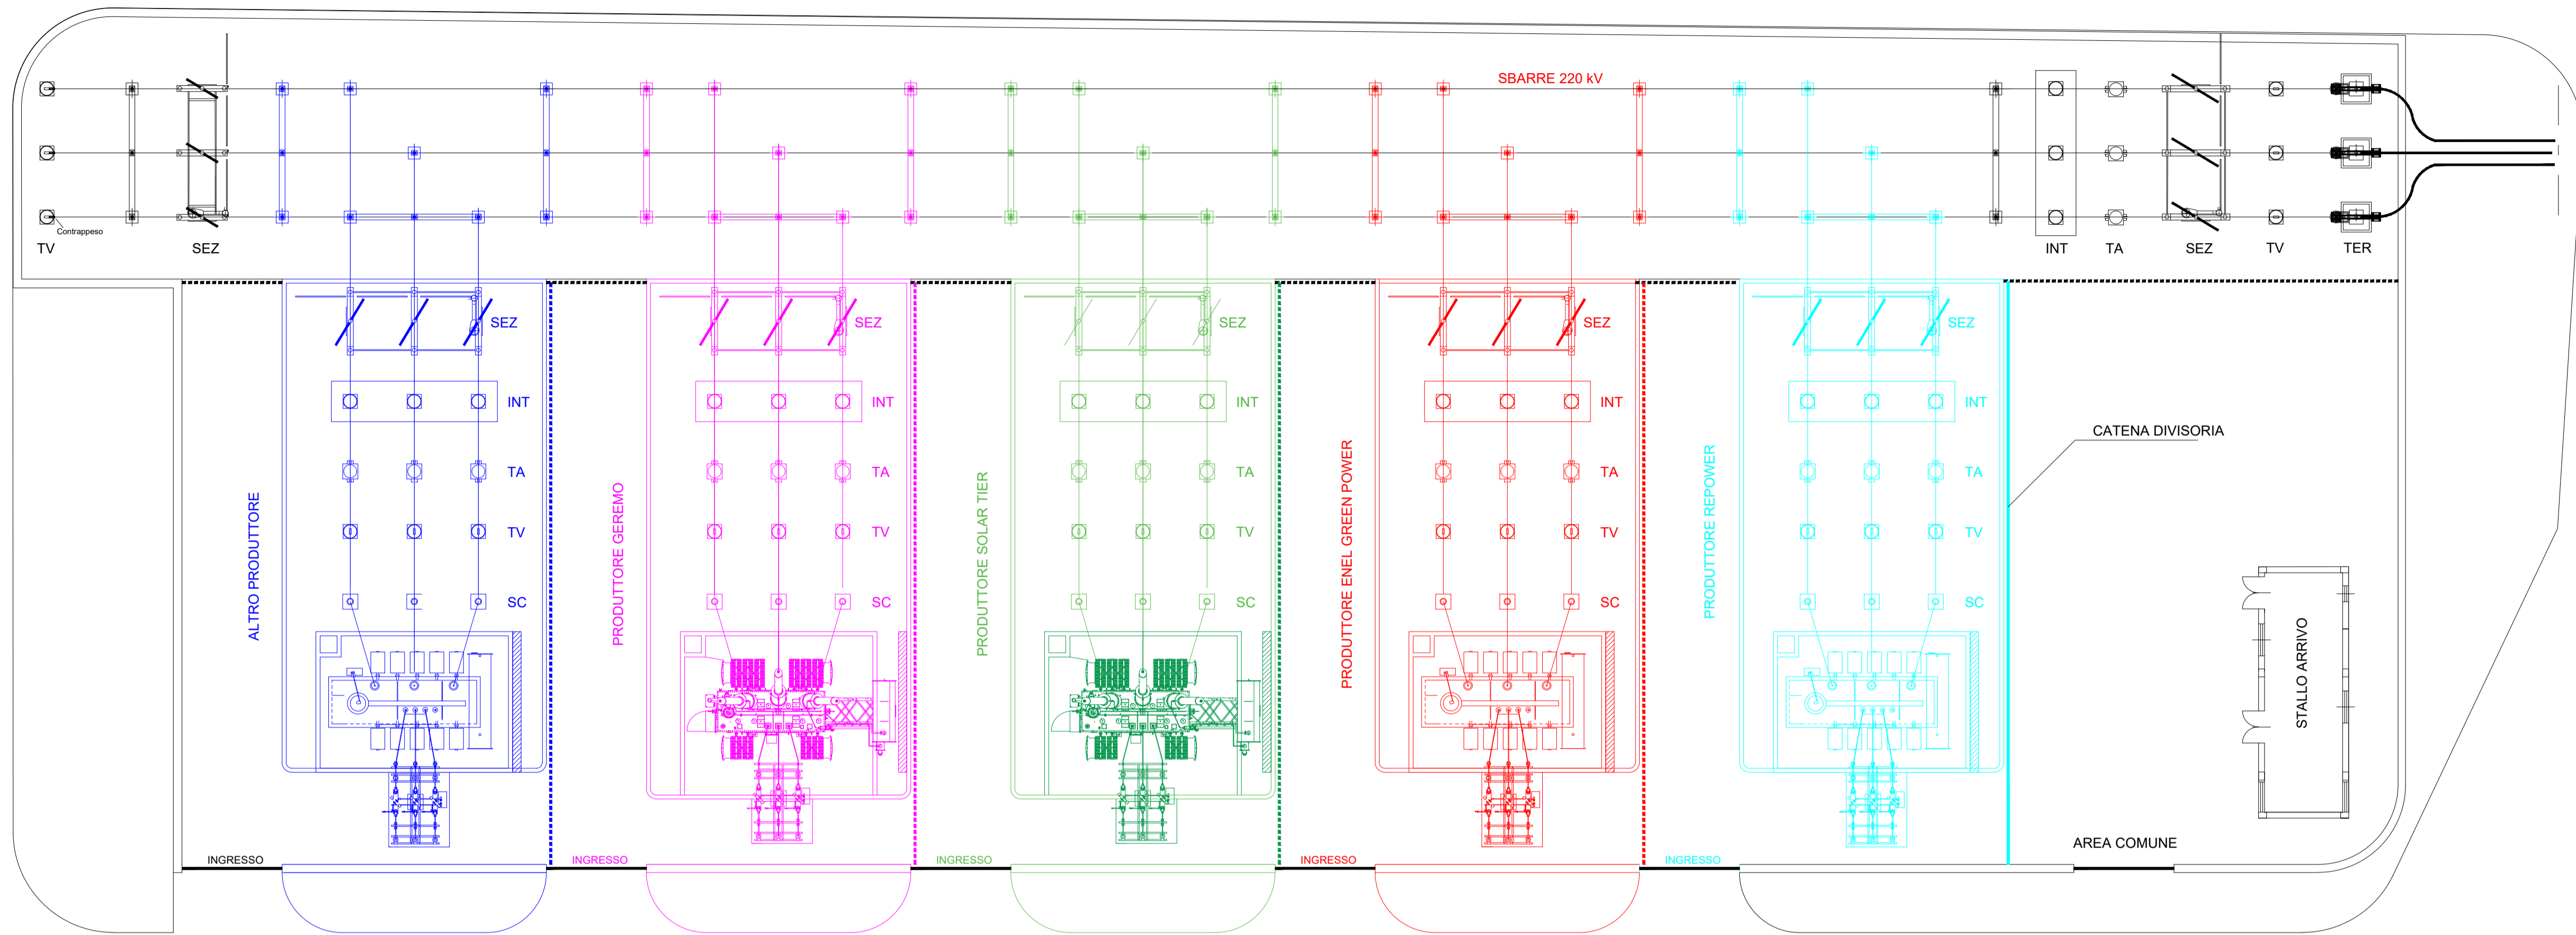 SBARRE 220 kV
Contrappeso
TV
SEZ
INT
TA
SEZ
TV
TER
SEZ
SEZ
SEZ
SEZ
SEZ
INT
INT
INT
INT
INT
CATENA DIVISORIA
TA
TA
TA
TA
TA
ALTRO PRODUTTORE
PRODUTTORE GEREMO
PRODUTTORE SOLAR TIER
PRODUTTORE ENEL GREEN POWER
PRODUTTORE REPOWER
TV
TV
TV
TV
TV
SC
SC
SC
SC
SC
STALLO ARRIVO
AREA COMUNE
INGRESSO
INGRESSO
INGRESSO
INGRESSO
INGRESSO